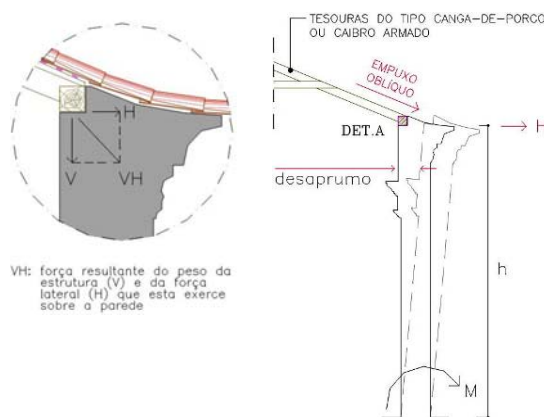 TESOURAS DO TIPO CANGA-DE-PORCO
OU CAIBRO ARMADO
EMPUXO
OBLÍQUO
H
V
VH
DET.A
H
desaprumo
h
M
VH: força resultante do peso da
estrutura (V) e da força
lateral (H) que esta exerce
sobre a parede